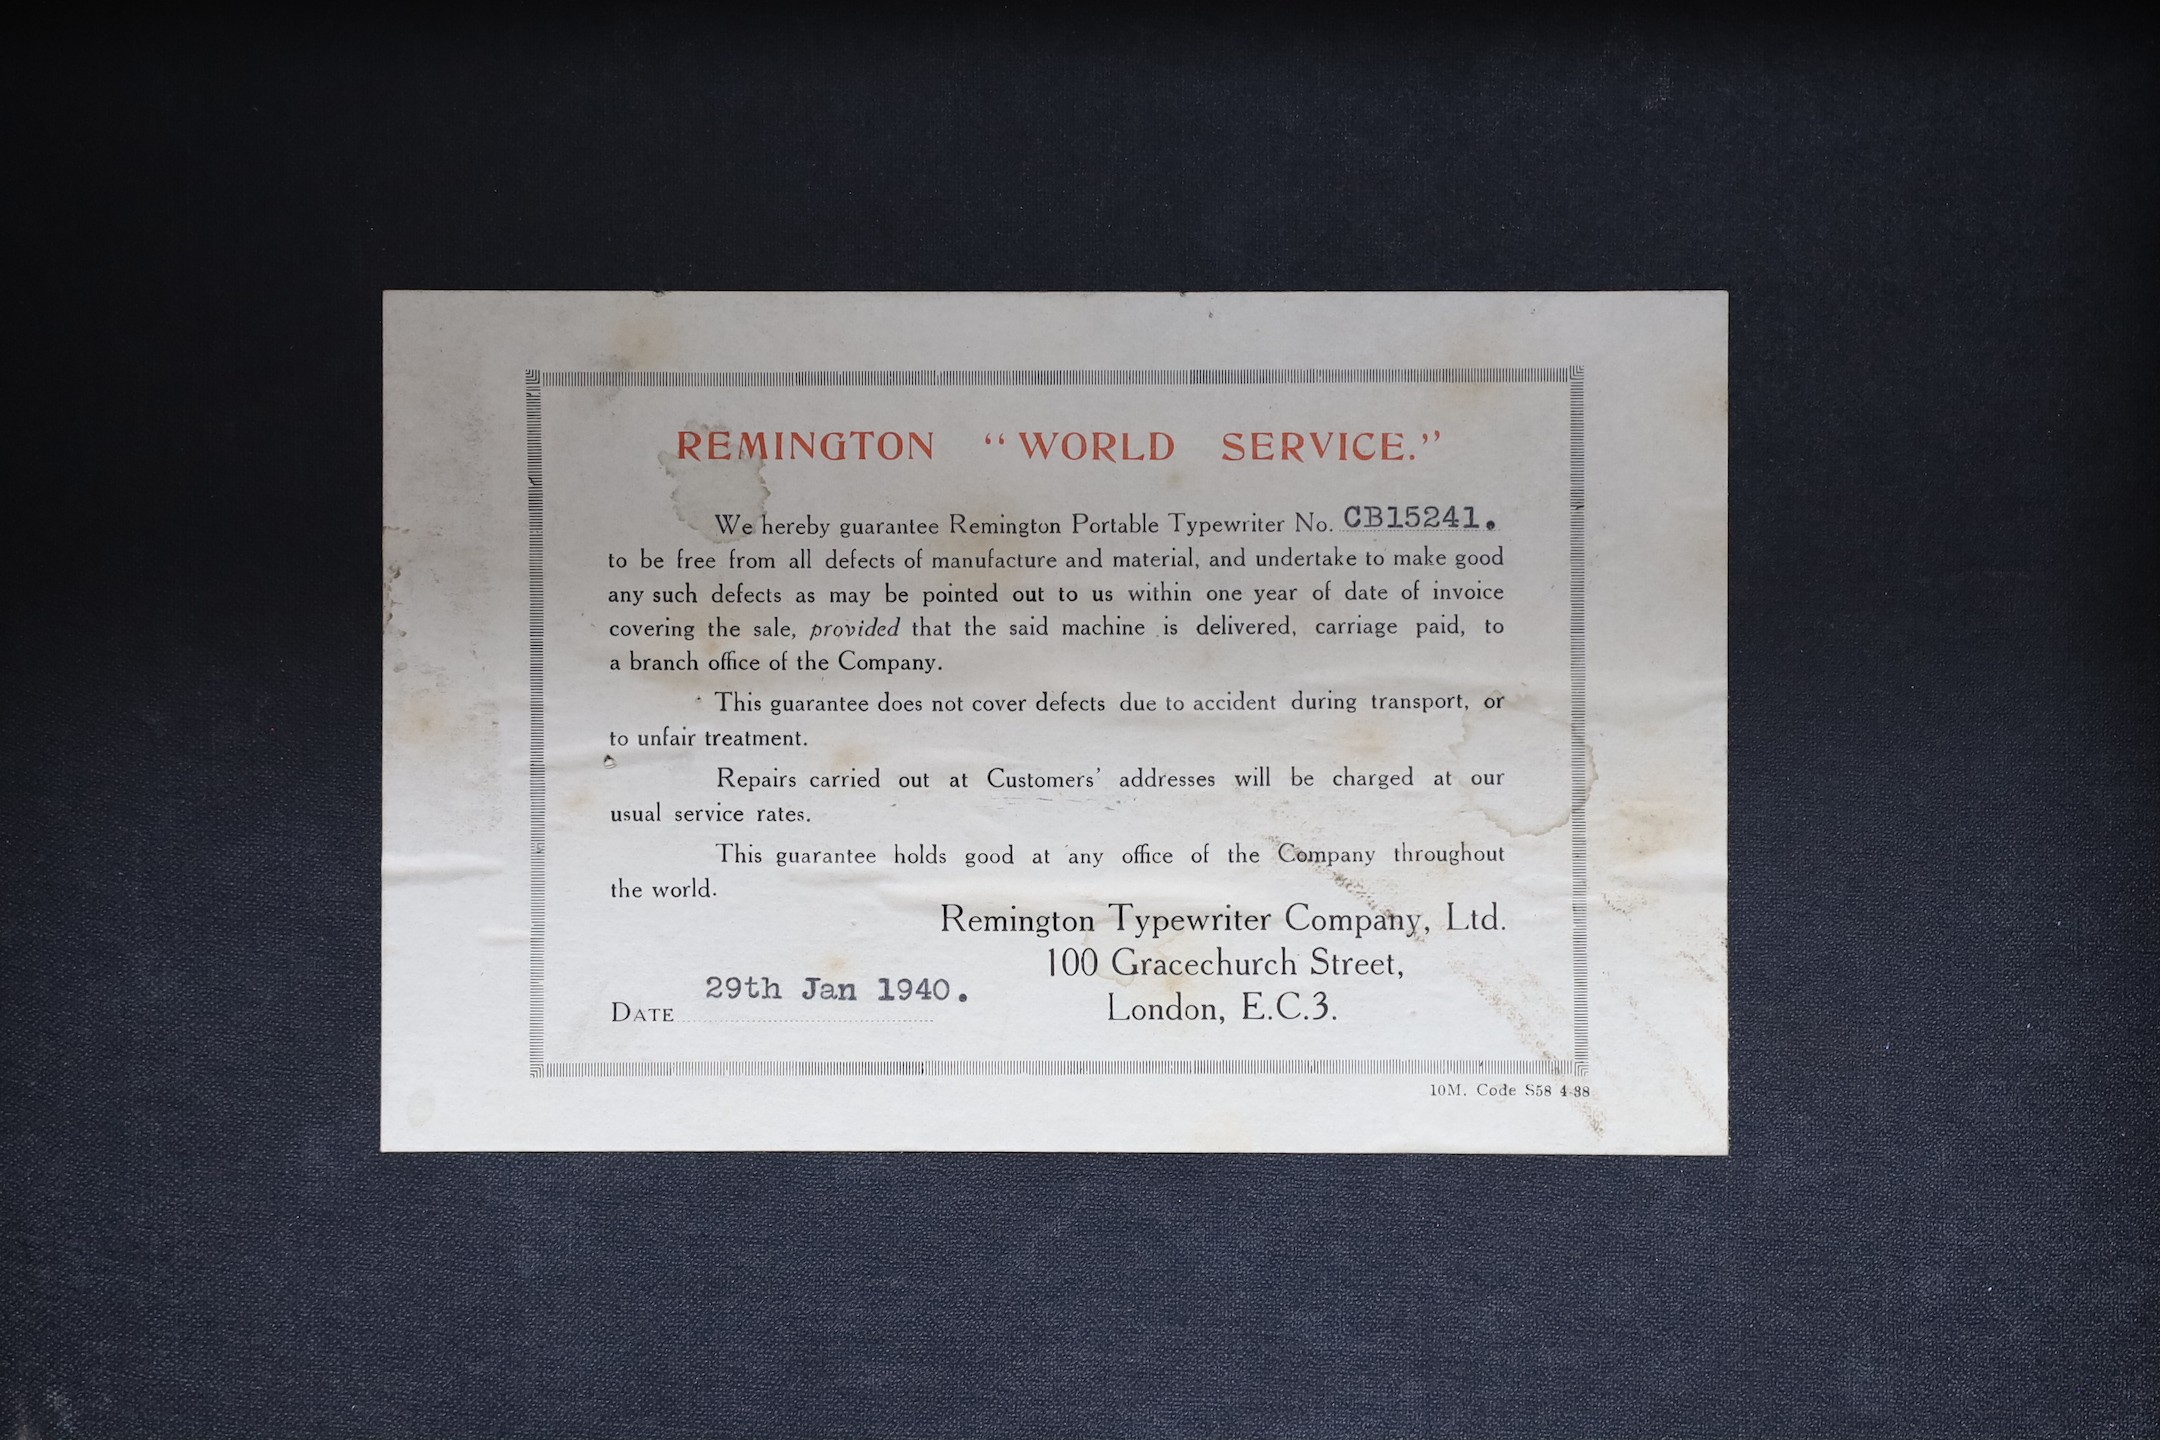 REMINGTON “WORLD SERVICE.”
We hereby guarantee Remington Portable Typewriter No. CB15241.
to be free from all defects of manufacture and material, and undertake to make good
any such defects as may be pointed out to us within one year of date of invoice
covering the sale, provided that the said machine is delivered, carriage paid, to
a branch office of the Company.
This guarantee does not cover defects due to accident during transport, or
to unfair treatment.
Repairs carried out at Customers’ addresses will be charged at our
usual service rates.
This guarantee holds good at any office of the Company throughout
the world.
Remington Typewriter Company, Ltd.
100 Gracechurch Street,
London, E.C.3.
DATE 29th Jan 1940.
10M. Code S58 4-38